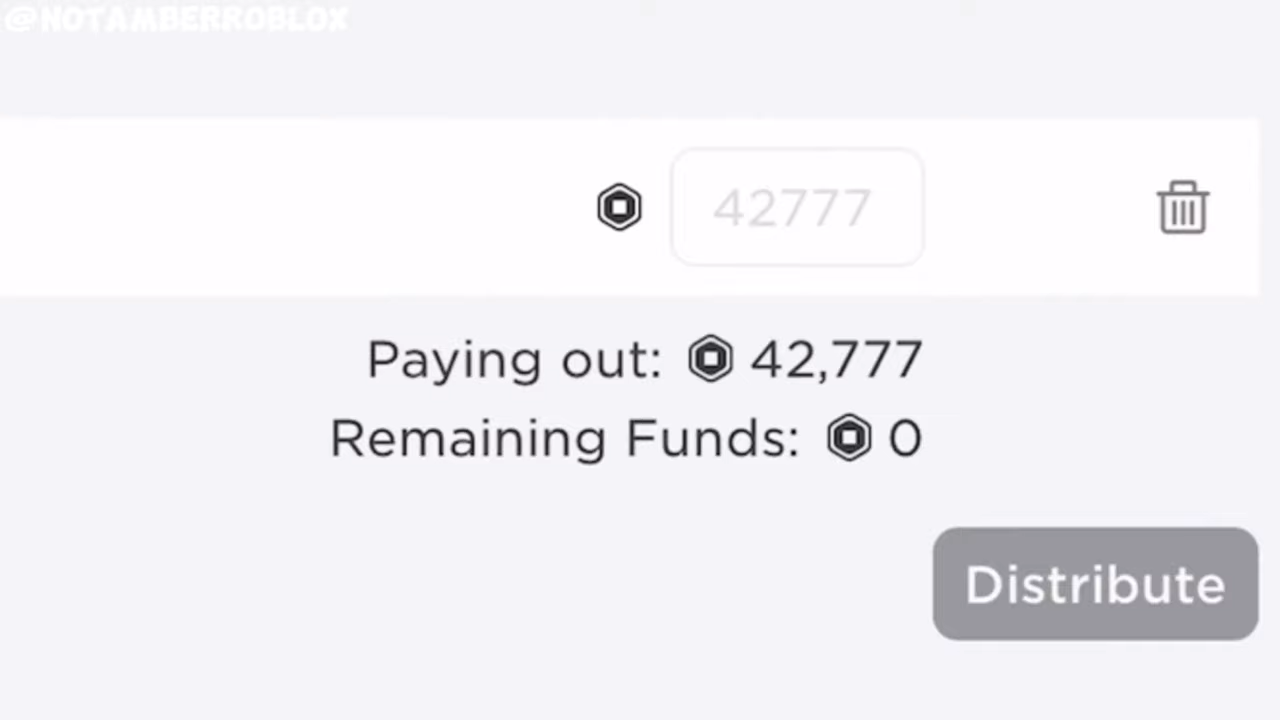 @NOTAMBERROBLOX
42777
Paying out: 42,777
Remaining Funds: 0
Distribute